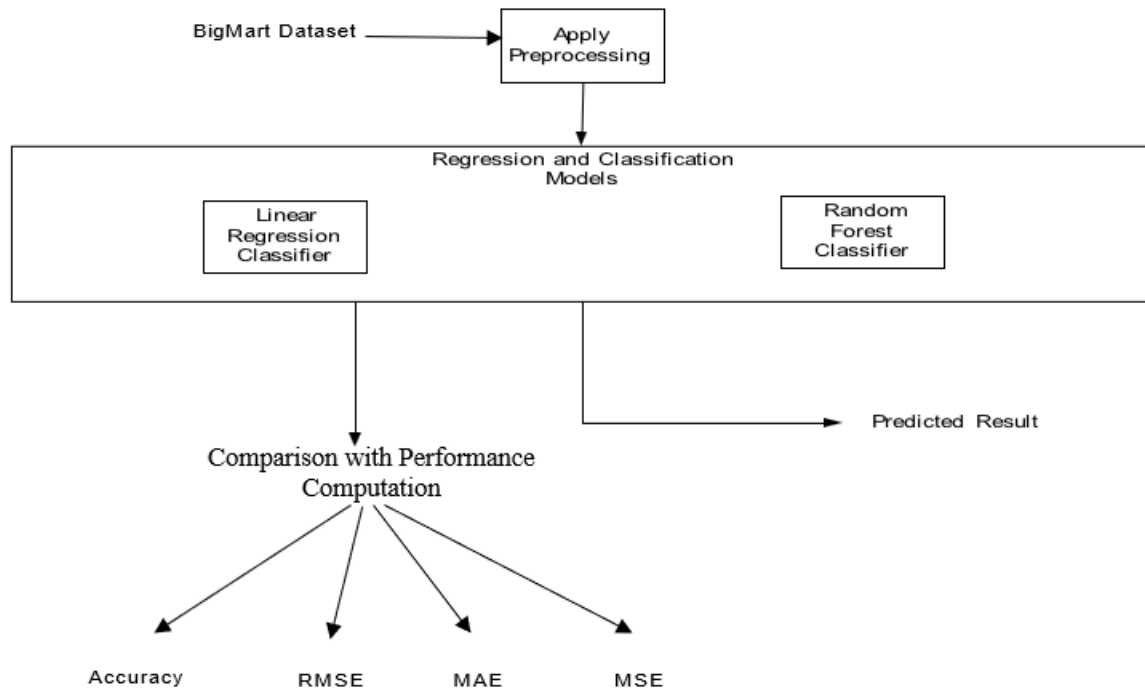 BigMart Dataset
Apply
Preprocessing
Regression and Classification
Models
Linear
Regression
Classifier
Random
Forest
Classifier
Predicted Result
Comparison with Performance
Computation
Accuracy
RMSE
MAE
MSE